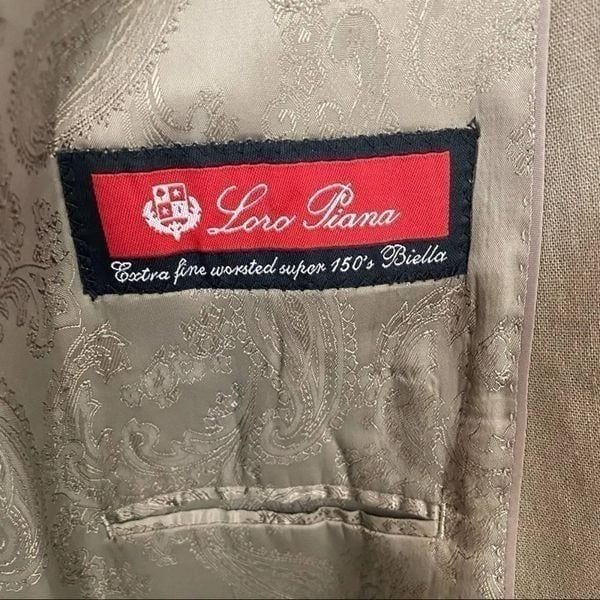 Loro Piana
Extra fine worsted super 150's Biella